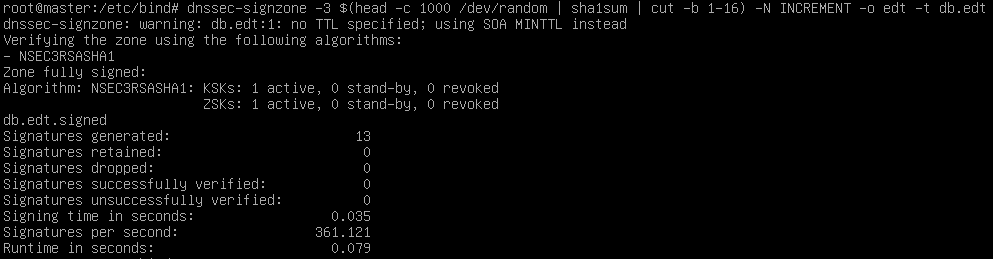 root@master:/etc/bind# dnssec-signzone -3 $(head -c 1000 /dev/random | sha1sum | cut -b 1-16) -N INCREMENT -o edt -t db.edt
dnssec-signzone: warning: db.edt:1: no TTL specified; using SOA MINTTL instead
Verifying the zone using the following algorithms:
- NSEC3RSASHA1
Zone fully signed:
Algorithm: NSEC3RSASHA1: KSKs: 1 active, 0 stand-by, 0 revoked
                         ZSKs: 1 active, 0 stand-by, 0 revoked
db.edt.signed
Signatures generated:                       13
Signatures retained:                         0
Signatures dropped:                          0
Signatures successfully verified:            0
Signatures unsuccessfully verified:          0
Signing time in seconds:                 0.035
Signatures per second:                 361.121
Runtime in seconds:                      0.079